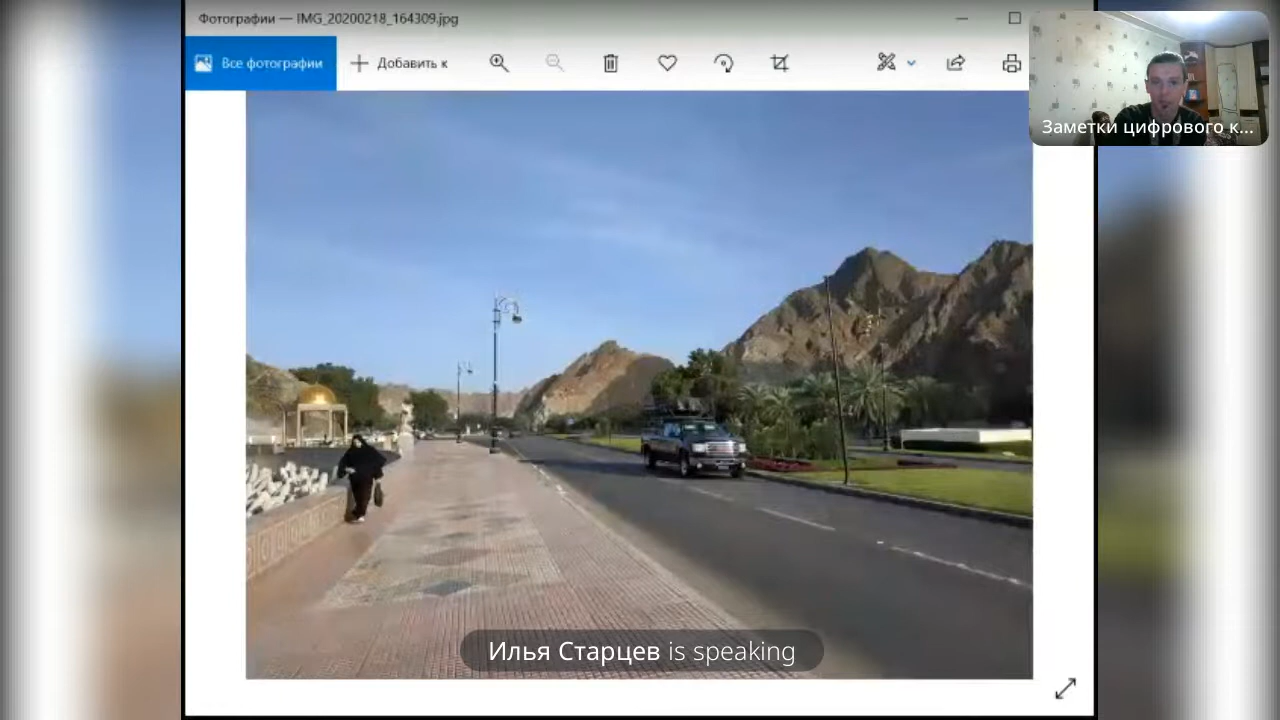 Фотографии — IMG_20200218_164309.jpg
Все фотографии
Добавить к
Заметки цифрового к...
Илья Старцев is speaking